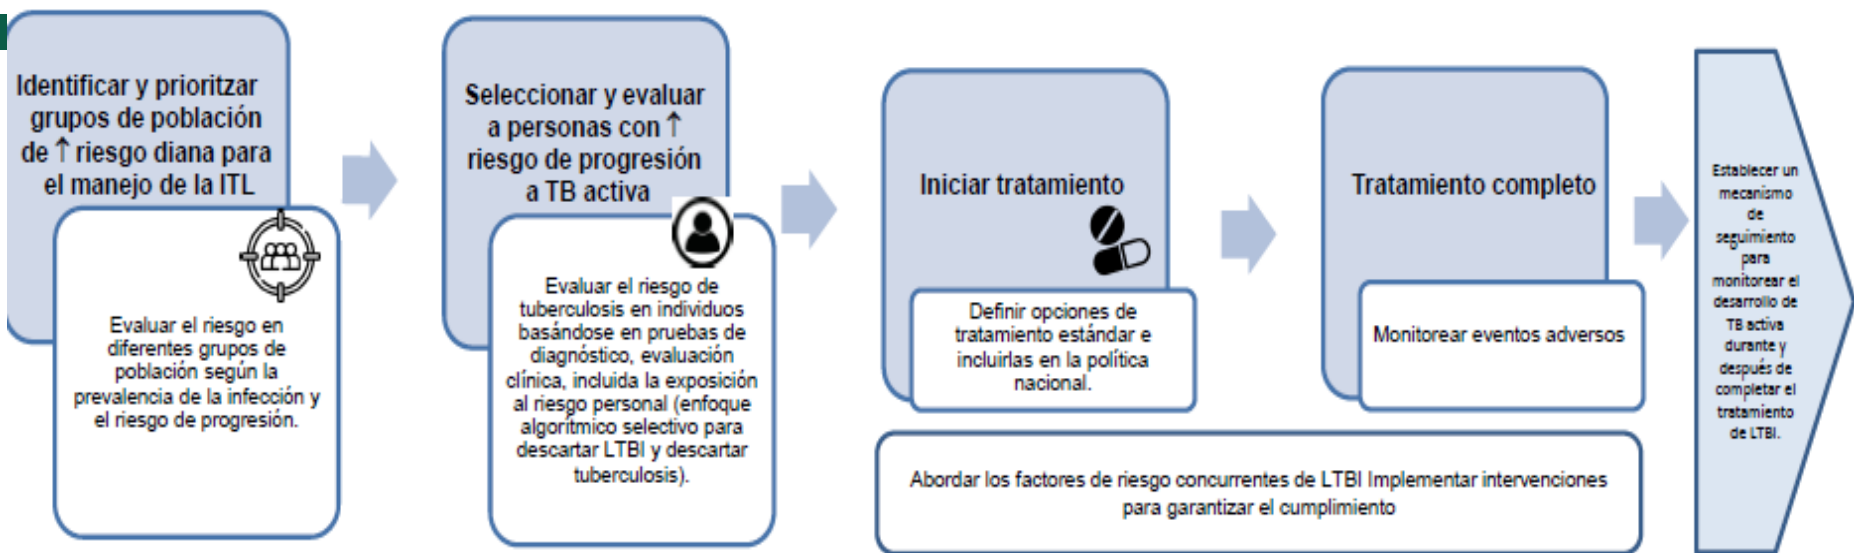 Identificar y prioritzar
grupos de población
de ↑ riesgo diana para
el manejo de la ITL
Evaluar el riesgo en
diferentes grupos de
población según la
prevalencia de la infección y
el riesgo de progresión.
Seleccionar y evaluar
a personas con ↑
riesgo de progresión
a TB activa
Evaluar el riesgo de
tuberculosis en individuos
basándose en pruebas de
diagnóstico, evaluación
clínica, incluida la exposición
al riesgo personal (enfoque
algorítmico selectivo para
descartar LTBI y descartar
tuberculosis).
Iniciar tratamiento
Definir opciones de
tratamiento estándar e
incluirlas en la política
nacional.
Tratamiento completo
Monitorear eventos adversos
Abordar los factores de riesgo concurrentes de LTBI Implementar intervenciones
para garantizar el cumplimiento
Establecer un
mecanismo
de
seguimiento
para
monitorear el
desarrollo de
TB activa
durante y
después de
completar el
tratamiento
de LTBI.